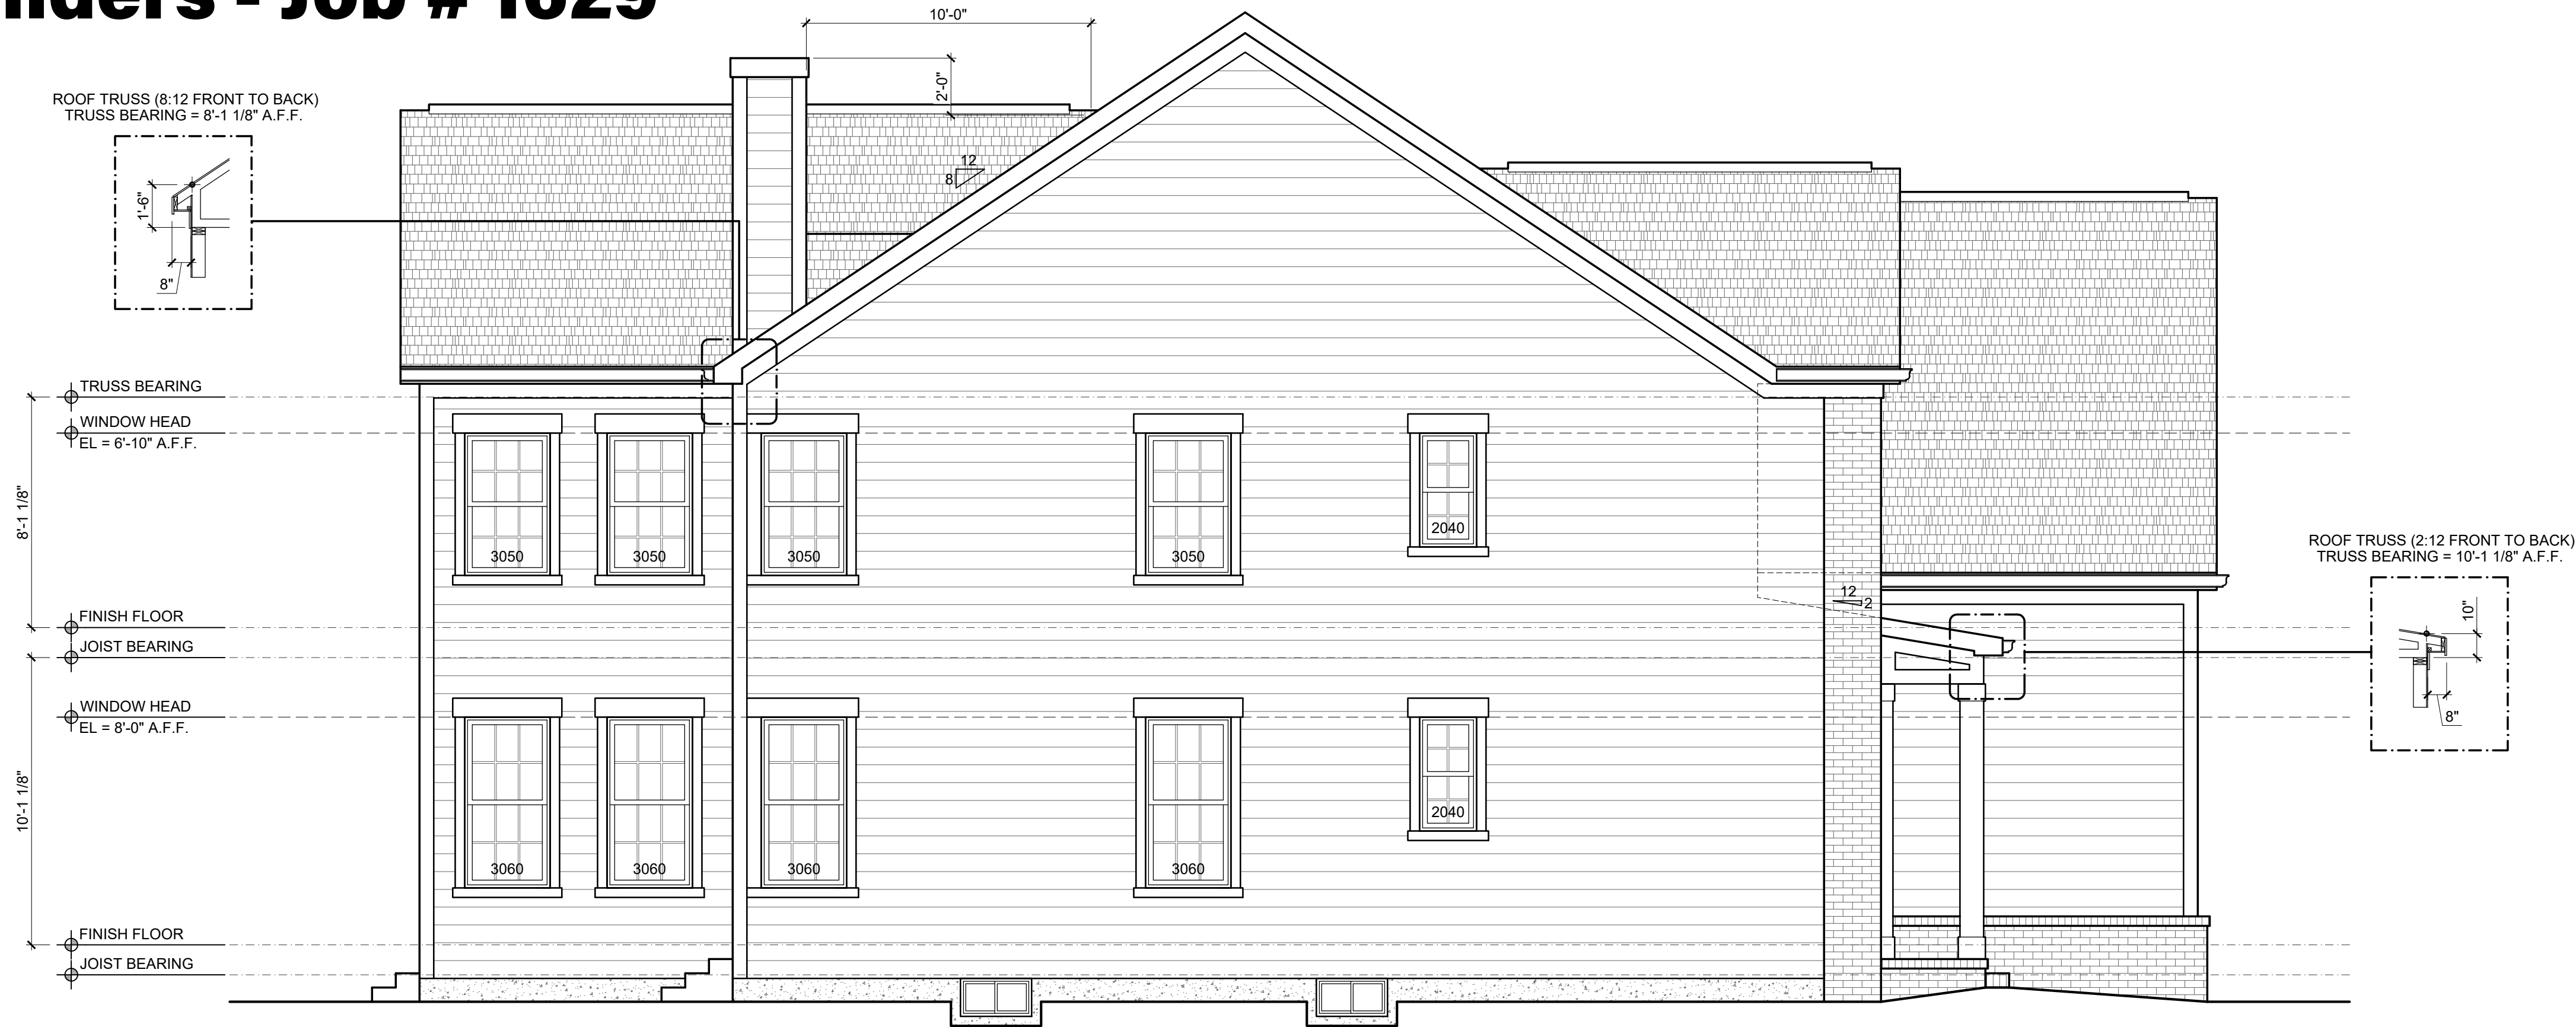 nders - Job # 1629
10'-0"
2'-0"
ROOF TRUSS (8:12 FRONT TO BACK)
TRUSS BEARING = 8'-1 1/8" A.F.F.
1'-6"
8"
12
8
TRUSS BEARING
WINDOW HEAD
EL = 6'-10" A.F.F.
8'-1 1/8"
3050
3050
3050
3050
2040
ROOF TRUSS (2:12 FRONT TO BACK)
TRUSS BEARING = 10'-1 1/8" A.F.F.
10"
8"
12
2
FINISH FLOOR
JOIST BEARING
WINDOW HEAD
EL = 8'-0" A.F.F.
10'-1 1/8"
3060
3060
3060
3060
2040
FINISH FLOOR
JOIST BEARING